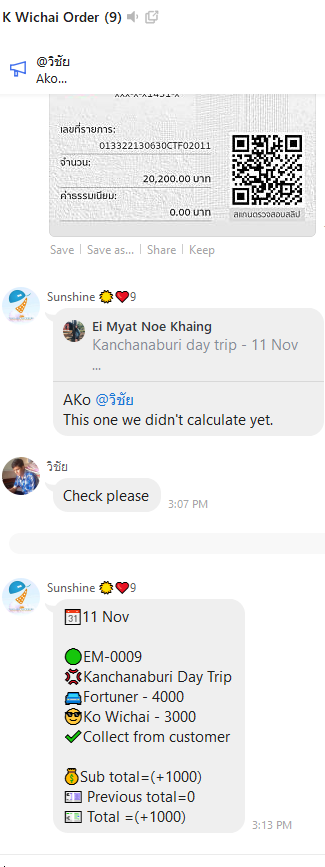 K Wichai Order (9)
@วิชัย
Ako...
xxx-x-x1451-x
เลขที่รายการ:
013322130630CTF02011
จำนวน:
20,200.00 บาท
ค่าธรรมเนียม:
0.00 บาท
สแกนตรวจสอบสลิป
Save | Save as... | Share | Keep
Sunshine 🌞❤️9
Ei Myat Noe Khaing
Kanchanaburi day trip - 11 Nov
...
AKo @วิชัย
This one we didn't calculate yet.
วิชัย
Check please
3:07 PM
Sunshine 🌞❤️9
📅11 Nov
🟢EM-0009
💢Kanchanaburi Day Trip
🚘Fortuner - 4000
😎Ko Wichai - 3000
✔️Collect from customer
💰Sub total=(+1000)
💵 Previous total=0
💵 Total =(+1000)
3:13 PM